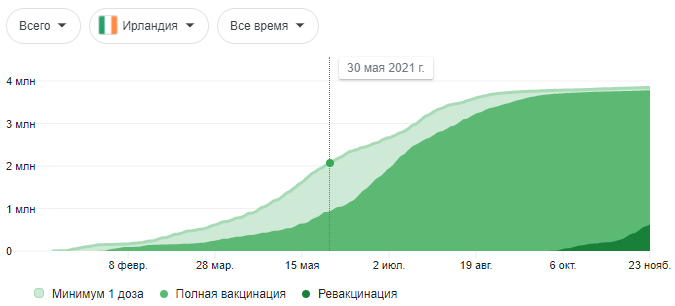 Всего Ирландия Все время
30 мая 2021 г.
4 млн
3 млн
2 млн
1 млн
0
8 февр. 28 мар. 15 мая 2 июл. 19 авг. 6 окт. 23 нояб.
Минимум 1 доза Полная вакцинация Ревакцинация